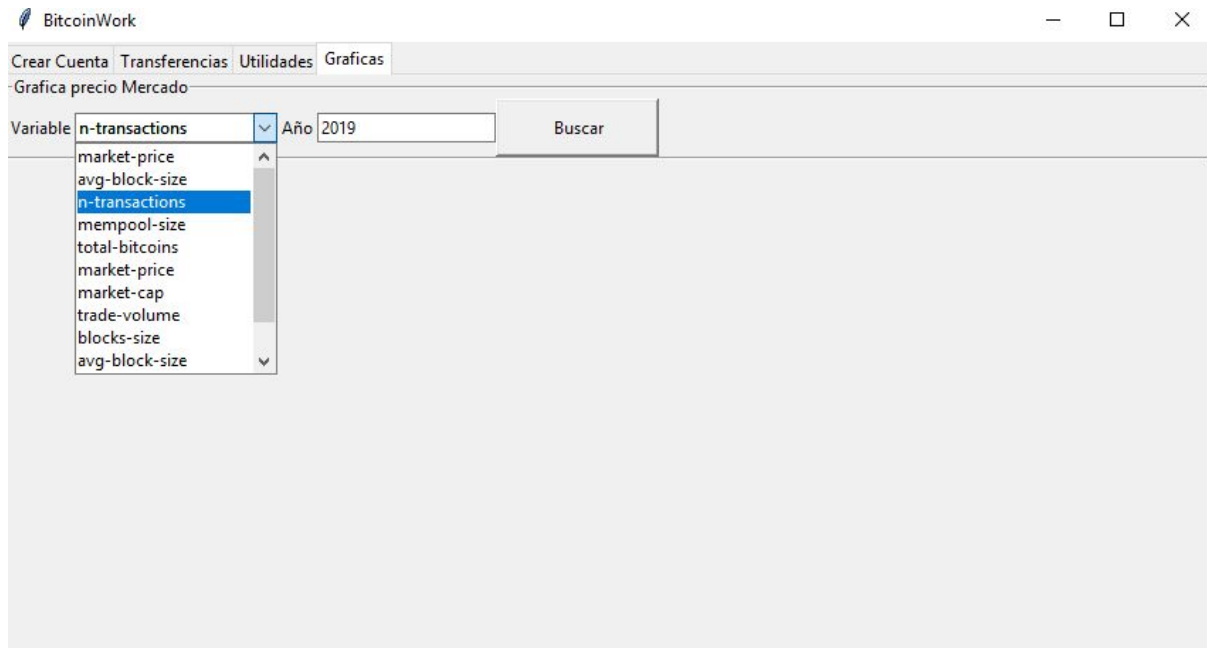 BitcoinWork
Crear Cuenta Transferencias Utilidades Graficas
Grafica precio Mercado
Variable n-transactions Año 2019 Buscar
market-price
avg-block-size
n-transactions
mempool-size
total-bitcoins
market-price
market-cap
trade-volume
blocks-size
avg-block-size